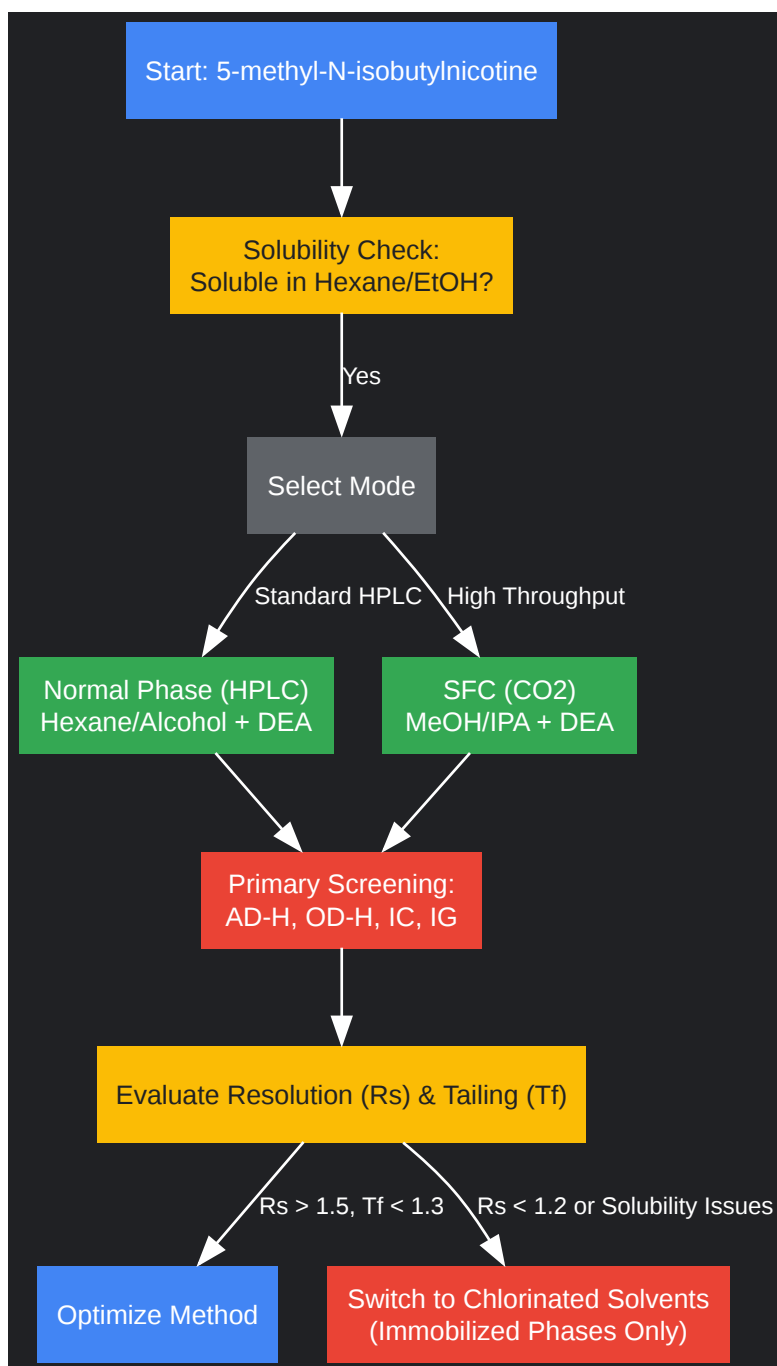 Start: 5-methyl-N-isobutylnicotine
Solubility Check:
Soluble in Hexane/EtOH?
Yes
Select Mode
Standard HPLC
High Throughput
Normal Phase (HPLC)
Hexane/Alcohol + DEA
SFC (CO2)
MeOH/IPA + DEA
Primary Screening:
AD-H, OD-H, IC, IG
Evaluate Resolution (Rs) & Tailing (Tf)
Rs > 1.5, Tf < 1.3
Rs < 1.2 or Solubility Issues
Optimize Method
Switch to Chlorinated Solvents
(Immobilized Phases Only)